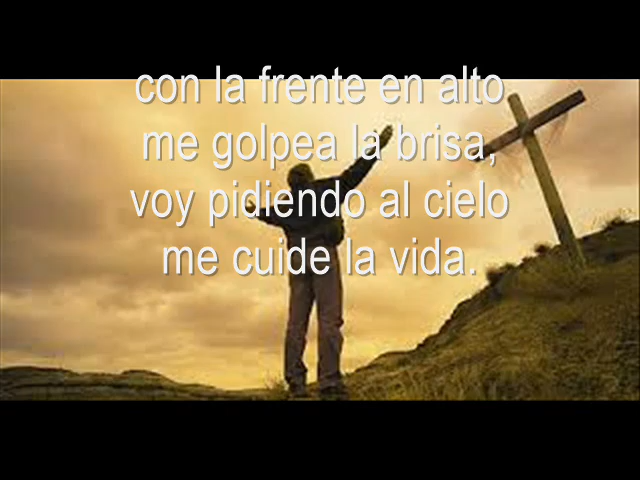 con la frente en alto
me golpea la brisa,
voy pidiendo al cielo
me cuide la vida.